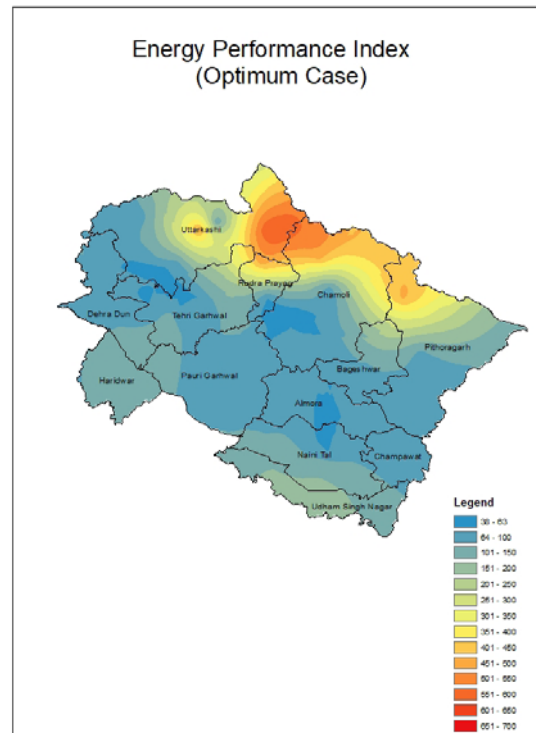 Energy Performance Index
(Optimum Case)
Uttarkashi
Rudra Prayag
Chamoli
Dehra Dun
Tehri Garhwal
Pithoragarh
Haridwar
Pauri Garhwal
Bageshwar
Almora
Naini Tal
Champawat
Udham Singh Nagar
Legend
38 - 63
64 - 100
101 - 150
151 - 200
201 - 250
251 - 300
301 - 350
351 - 400
401 - 450
451 - 500
501 - 550
551 - 600
601 - 650
651 - 700